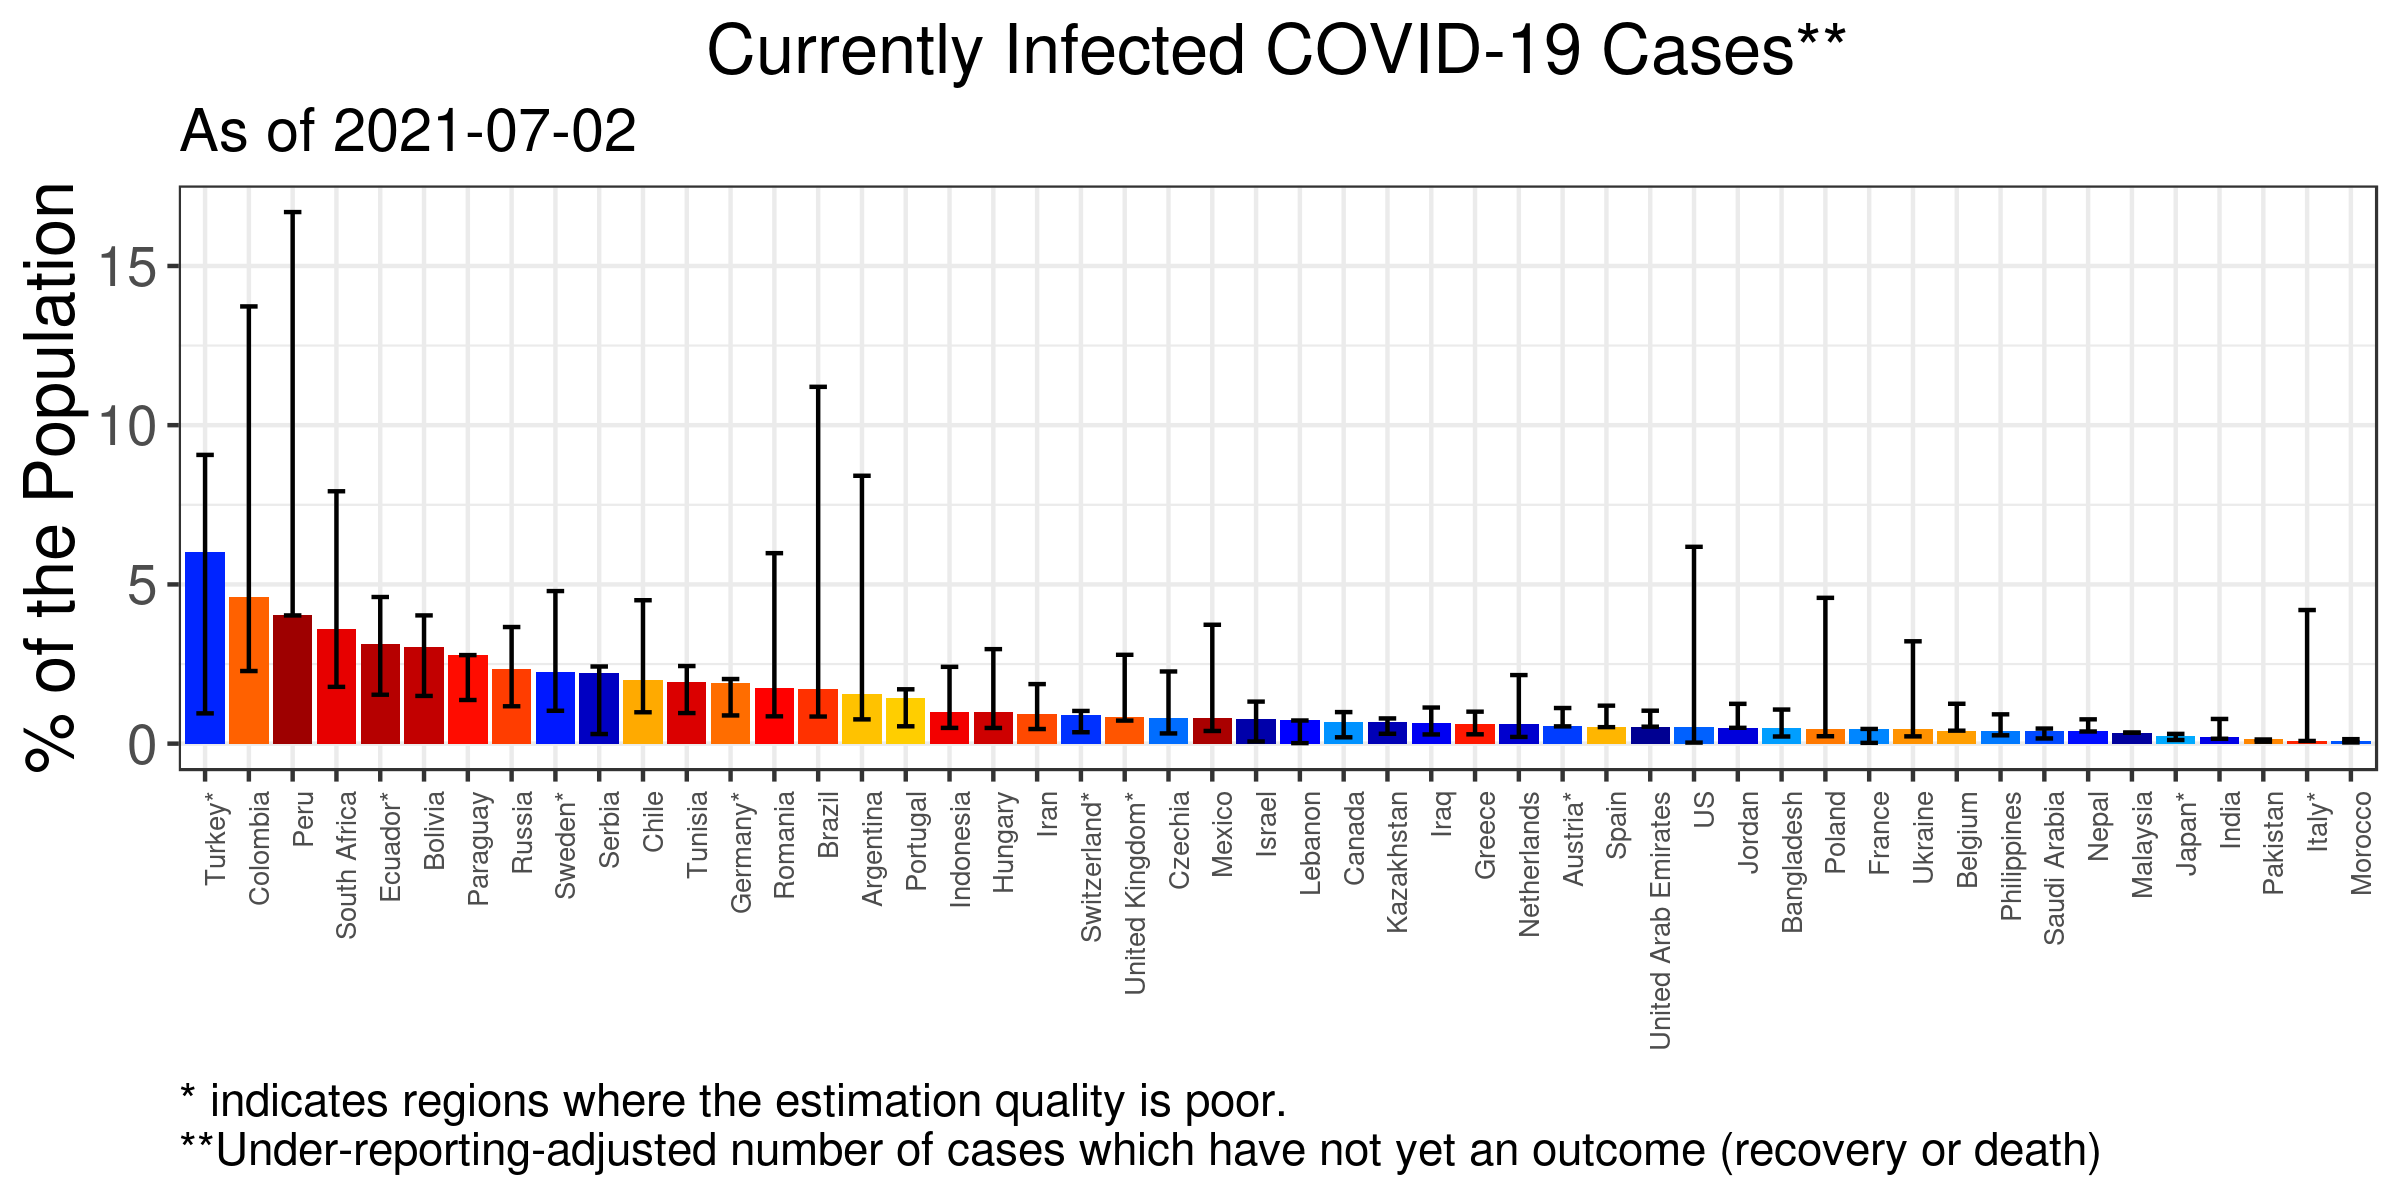 Currently Infected COVID-19 Cases**
As of 2021-07-02
% of the Population
15
10
5
0
Turkey*
Colombia
Peru
South Africa
Ecuador*
Bolivia
Paraguay
Russia
Sweden*
Serbia
Chile
Tunisia
Germany*
Romania
Brazil
Argentina
Portugal
Indonesia
Hungary
Iran
Switzerland*
United Kingdom*
Czechia
Mexico
Israel
Lebanon
Canada
Kazakhstan
Iraq
Greece
Netherlands
Austria*
Spain
United Arab Emirates
US
Jordan
Bangladesh
Poland
France
Ukraine
Belgium
Philippines
Saudi Arabia
Nepal
Malaysia
Japan*
India
Pakistan
Italy*
Morocco
* indicates regions where the estimation quality is poor.
**Under-reporting-adjusted number of cases which have not yet an outcome (recovery or death)